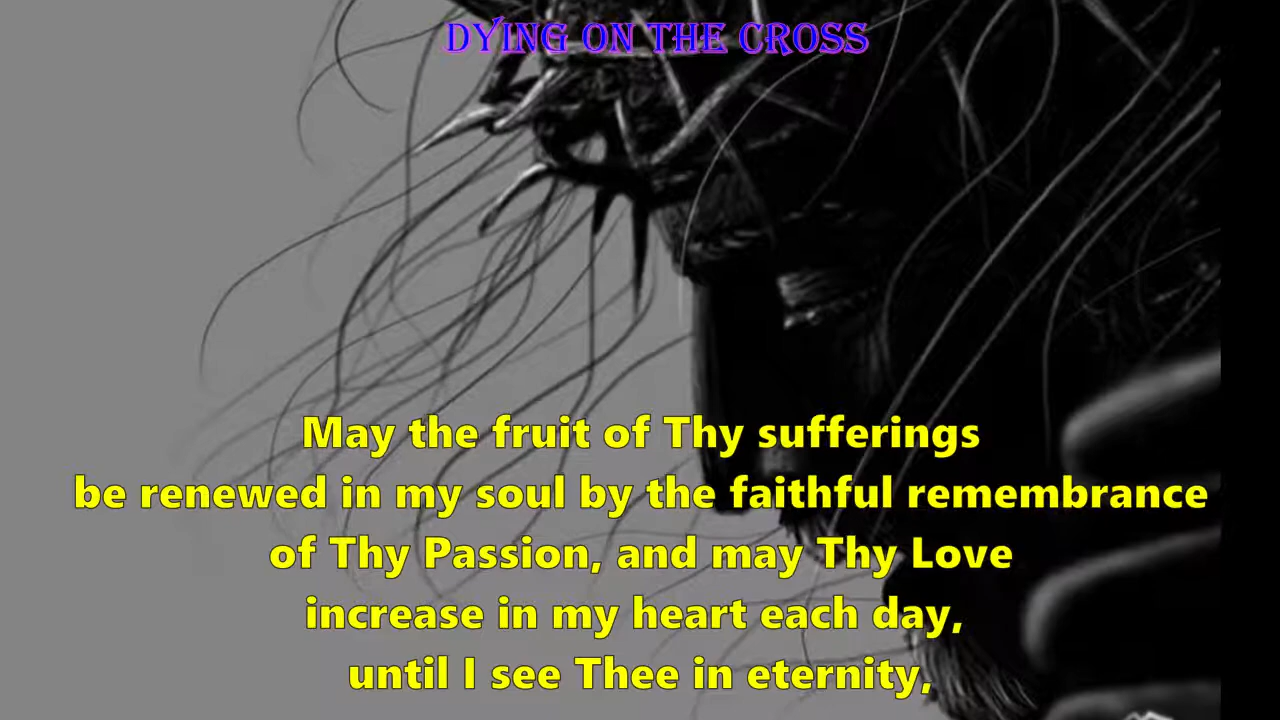 DYING ON THE CROSS
May the fruit of Thy sufferings
be renewed in my soul by the faithful remembrance
of Thy Passion, and may Thy Love
increase in my heart each day,
until I see Thee in eternity,